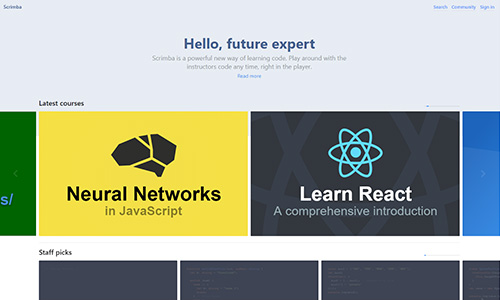 Scrimba
Search Community Sign in
Hello, future expert
Scrimba is a powerful new way of learning code. Play around with the
instructors code any time, right in the player.
Read more
Latest courses
s/
Neural Networks
in JavaScript
Learn React
A comprehensive introduction
Staff picks